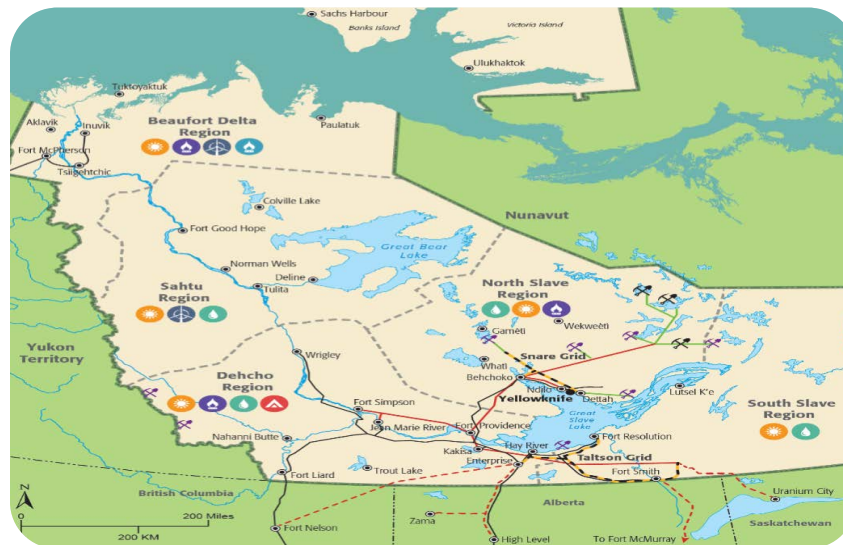 Sachs Harbour
Banks Island
Victoria Island
Ulukhaktok
Tuktoyaktuk
Aklavik
Inuvik
Beaufort Delta
Region
Paulatuk
Fort McPherson
Tsiigehtchic
Colville Lake
Nunavut
Fort Good Hope
Great Bear
Lake
Norman Wells
Deline
Tulita
Sahtu
Region
North Slave
Region
Gamèti
Wekweètì
Yukon
Territory
Wrigley
Snare Grid
Whatì
Behchoko
Dehcho
Region
Ndilo
Dettah
Yellowknife
Lutsel K'e
Fort Simpson
Great
Slave
Lake
South Slave
Region
Jean Marie River
Fort Providence
Nahanni Butte
Hay River
Fort Resolution
Kakisa
Enterprise
Taltson Grid
Fort Liard
Trout Lake
Fort Smith
N
British Columbia
Alberta
Uranium City
0
200 Miles
Zama
Saskatchewan
Fort Nelson
200 KM
High Level
To Fort McMurray